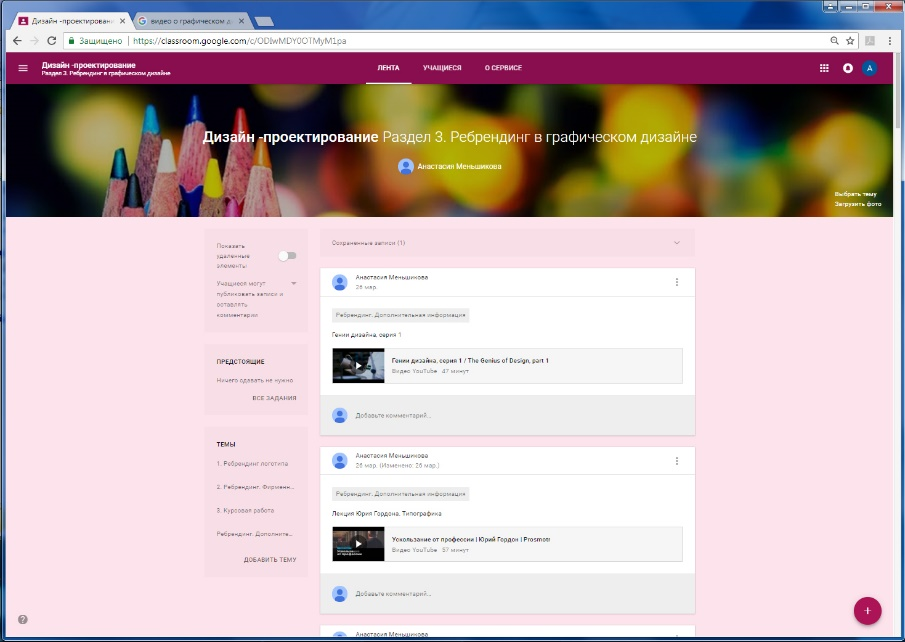 Дизайн -проектировани
видео о графическом д
Защищено
https://classroom.google.com/c/ODIwMDY0OTMyM1pa
Дизайн -проектирование
Раздел 3. Ребрендинг в графическом дизайне
ЛЕНТА
УЧАЩИЕСЯ
О СЕРВИСЕ
А
Дизайн -проектирование Раздел 3. Ребрендинг в графическом дизайне
Анастасия Меньшикова
Выбрать тему
Загрузить фото
Показать
удаленные
элементы
Учащиеся могут
публиковать записи и
оставлять
комментарии
ПРЕДСТОЯЩИЕ
Ничего сдавать не нужно
ВСЕ ЗАДАНИЯ
ТЕМЫ
1. Ребрендинг логотипа
2. Ребрендинг. Фирменн...
3. Курсовая работа
Ребрендинг. Дополните...
ДОБАВИТЬ ТЕМУ
Сохраненные записи (1)
Анастасия Меньшикова
26 мар.
Ребрендинг. Дополнительная информация
Гении дизайна, серия 1
Гении дизайна, серия 1 / The Genius of Design, part 1
Видео YouTube 47 минут
Добавьте комментарий...
Анастасия Меньшикова
26 мар. (Изменено: 26 мар.)
Ребрендинг. Дополнительная информация
Лекция Юрия Гордона, Типографика
Ускользание от профессии | Юрий Гордон | Prosmotr
Видео YouTube 57 минут
Добавьте комментарий...
Анастасия Меньшикова